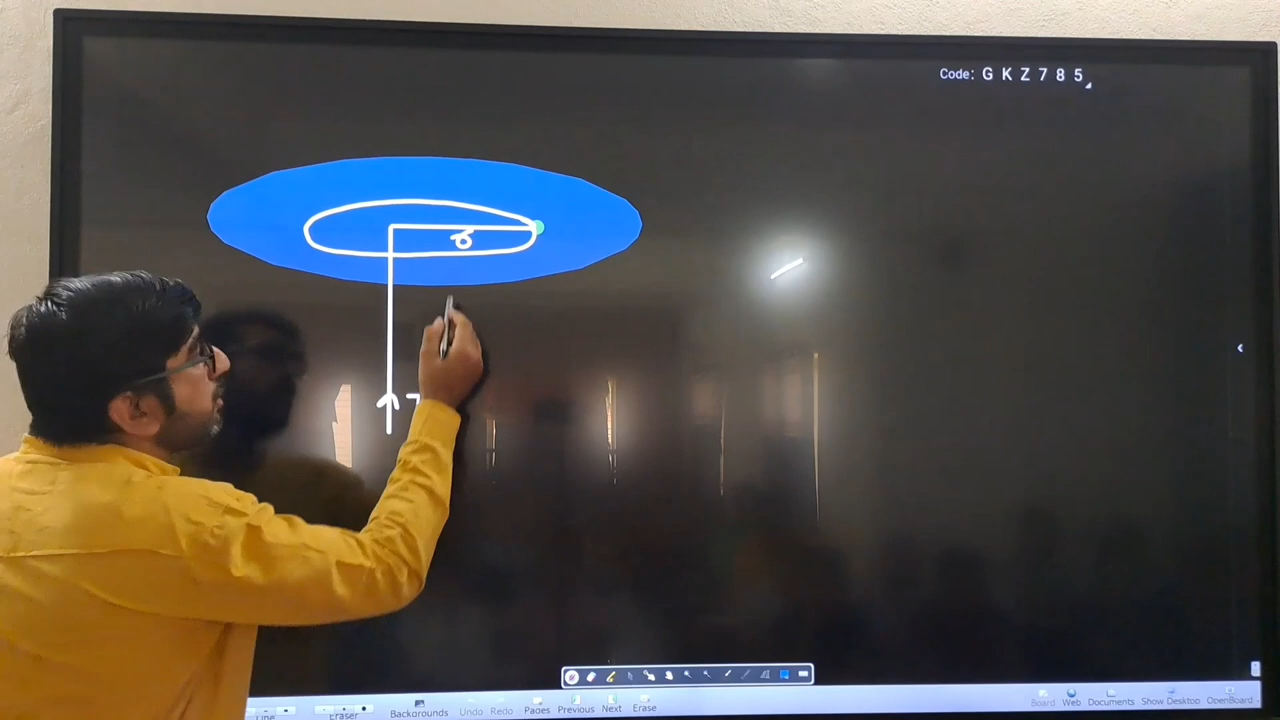 Code: G K Z 7 8 5
r
Line
Eraser
Backgrounds
Undo
Redo
Pages
Previous
Next
Erase
Board
Web
Documents
Show Desktop
OpenBoard